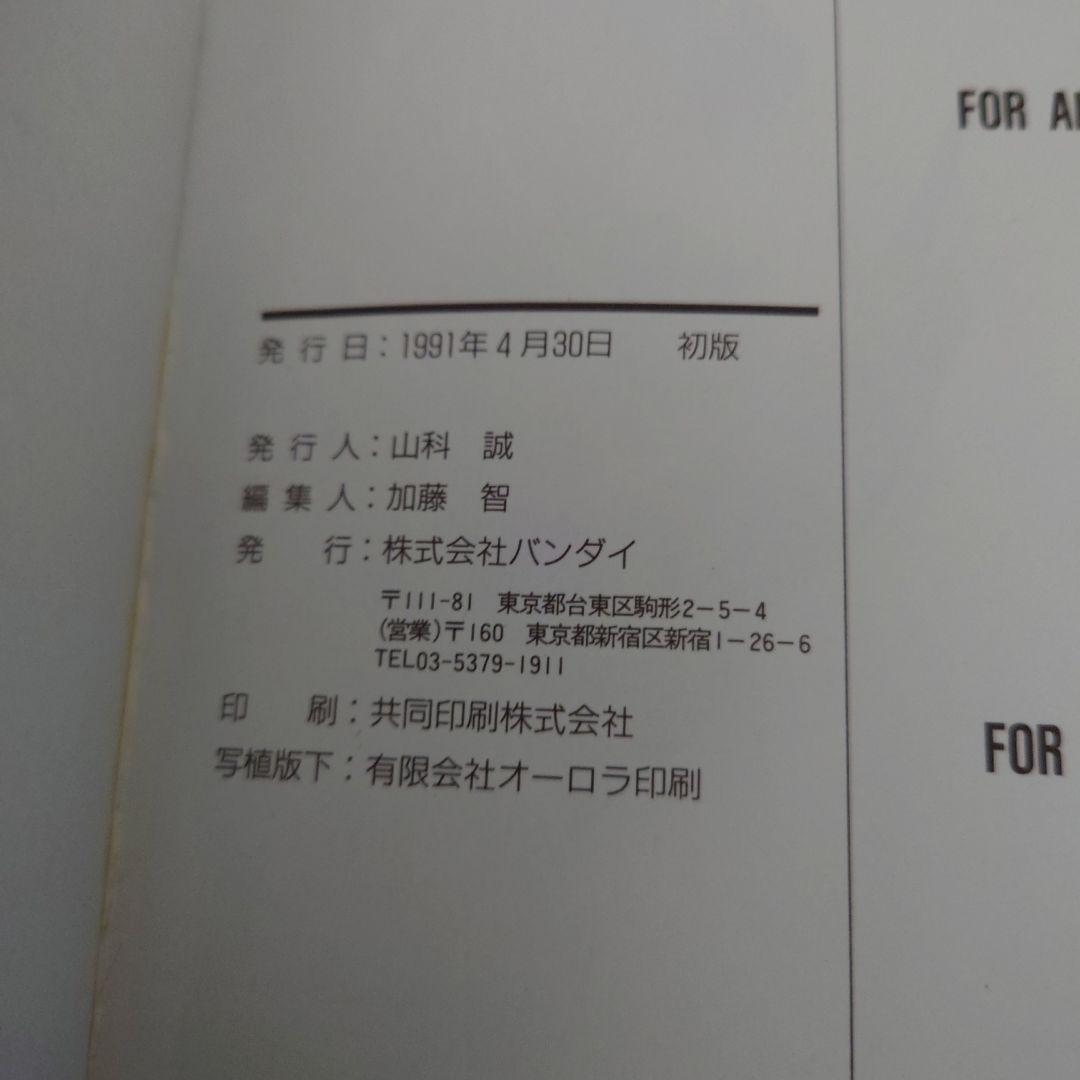 発行日：1991年4月30日　初版
発行人：山科　誠
編集人：加藤　智
発　行：株式会社バンダイ
〒111-81　東京都台東区駒形2－5－4
(営業)〒160　東京都新宿区新宿1－26－6
TEL03-5379-1911
印　刷：共同印刷株式会社
写植版下：有限会社オーロラ印刷
FOR
FOR